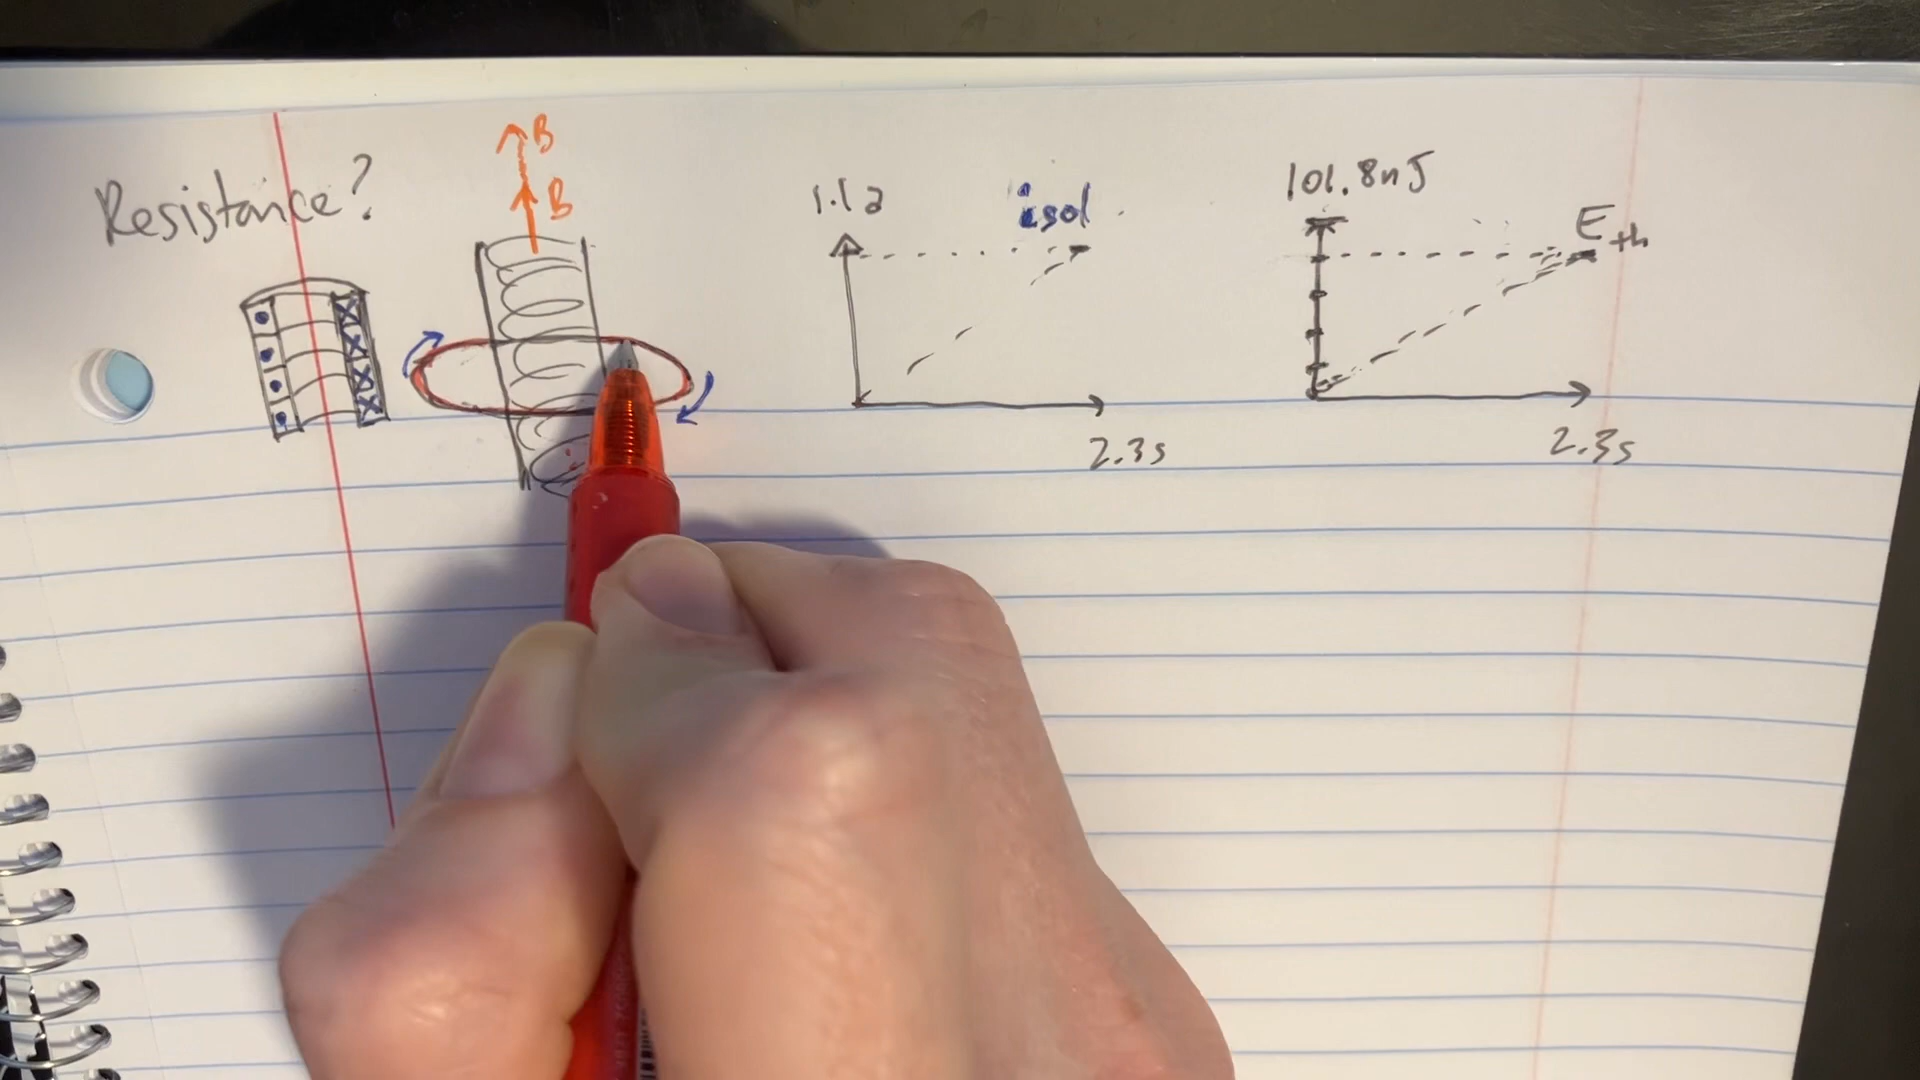 Resistance?
B
B
1.1a
isol
2.3s
101.8nJ
Eth
2.3s